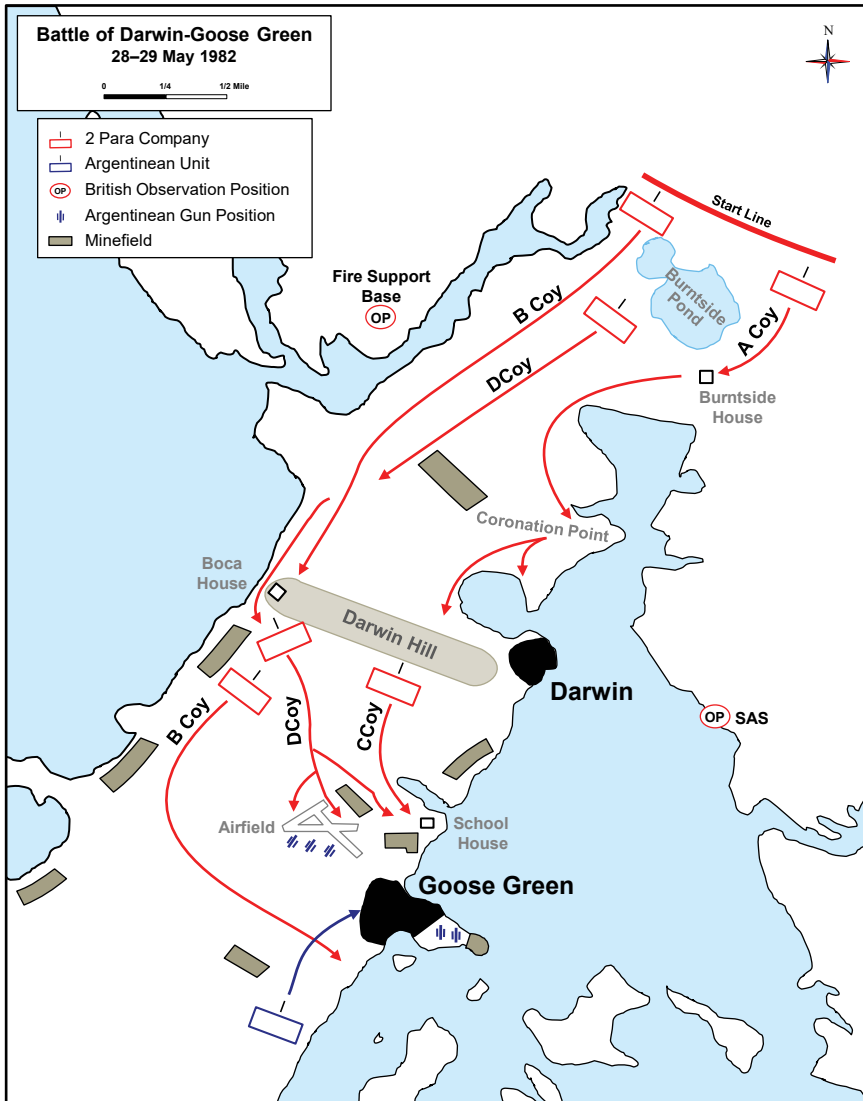 Battle of Darwin-Goose Green
28–29 May 1982
0 1/4 1/2 Mile
2 Para Company
Argentinean Unit
OP British Observation Position
Argentinean Gun Position
Minefield
N
Start Line
Fire Support
Base
OP
B Coy
DCoy
Burntside
Pond
A Coy
Burntside
House
Coronation Point
Boca
House
Darwin Hill
Darwin
OP SAS
B Coy
DCoy
CCoy
Airfield
School
House
Goose Green